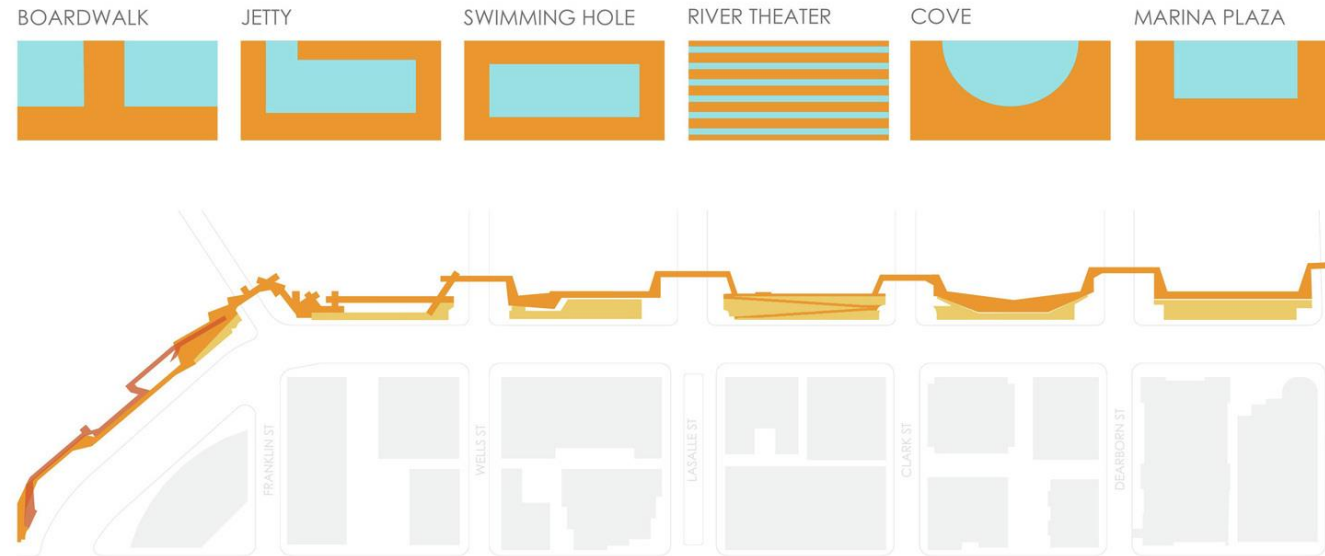 BOARDWALK
JETTY
SWIMMING HOLE
RIVER THEATER
COVE
MARINA PLAZA
FRANKLIN ST
WELLS ST
LASALLE ST
CLARK ST
DEARBORN ST